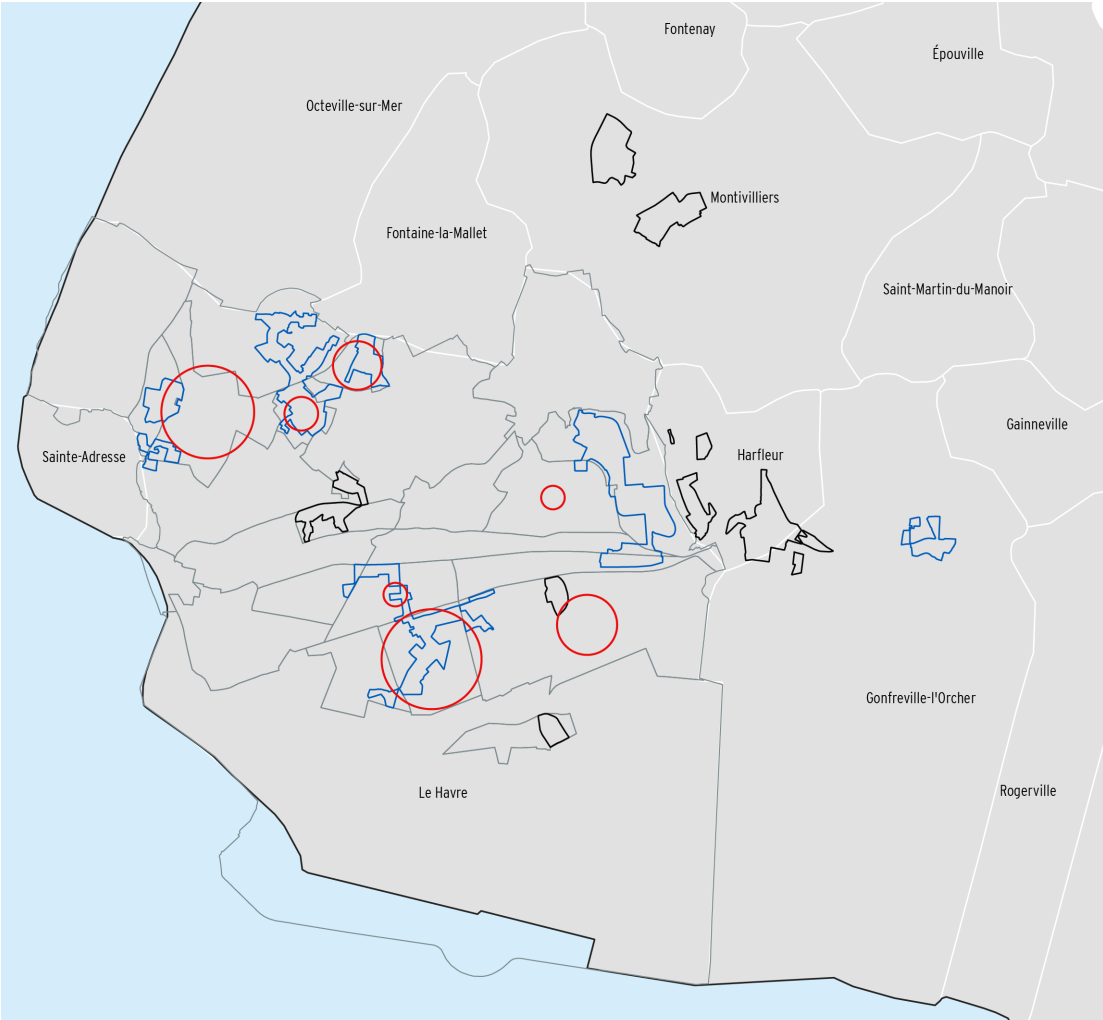 Fontenay
Épouville
Octeville-sur-Mer
Montivilliers
Fontaine-la-Mallet
Saint-Martin-du-Manoir
Gainneville
Sainte-Adresse
Harfleur
Gonfreville-l'Orcher
Le Havre
Rogerville